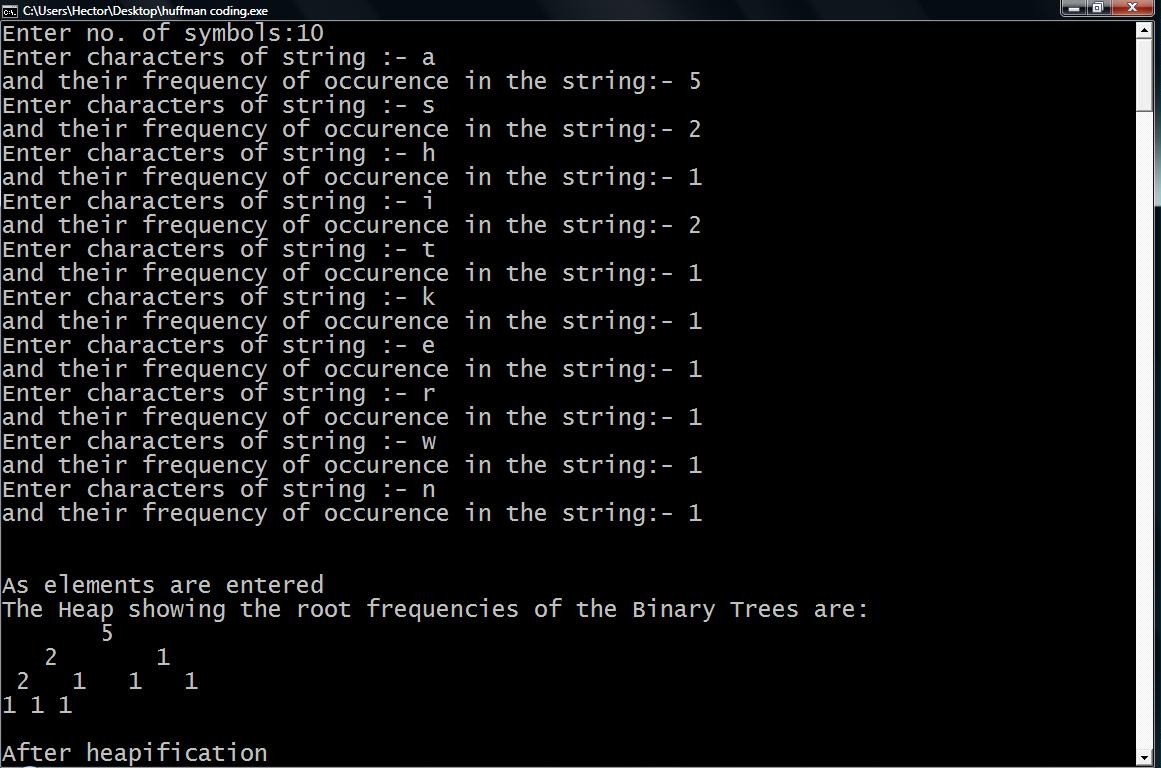 C:\Users\Hector\Desktop\huffman coding.exe
Enter no. of symbols:10
Enter characters of string :- a
and their frequency of occurence in the string:- 5
Enter characters of string :- s
and their frequency of occurence in the string:- 2
Enter characters of string :- h
and their frequency of occurence in the string:- 1
Enter characters of string :- i
and their frequency of occurence in the string:- 2
Enter characters of string :- t
and their frequency of occurence in the string:- 1
Enter characters of string :- k
and their frequency of occurence in the string:- 1
Enter characters of string :- e
and their frequency of occurence in the string:- 1
Enter characters of string :- r
and their frequency of occurence in the string:- 1
Enter characters of string :- w
and their frequency of occurence in the string:- 1
Enter characters of string :- n
and their frequency of occurence in the string:- 1
As elements are entered
The Heap showing the root frequencies of the Binary Trees are:
5
2 1
2 1 1 1
1 1 1
After heapification